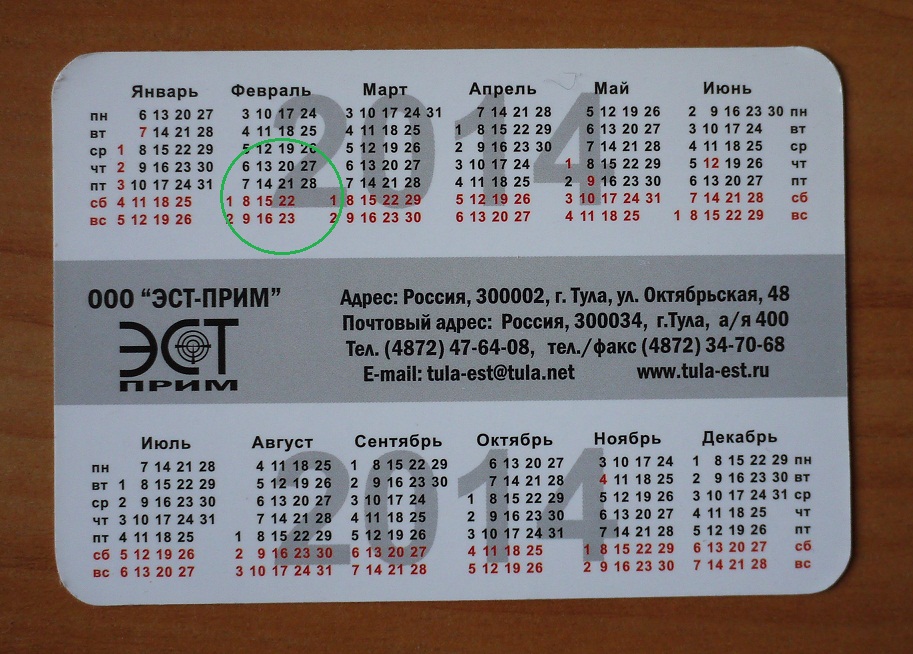 Январь Февраль Март Апрель Май Июнь
2014
пн 6 13 20 27 3 10 17 24 3 10 17 24 31 7 14 21 28 5 12 19 26 2 9 16 23 30 пн
вт 7 14 21 28 4 11 18 25 4 11 18 25 1 8 15 22 29 6 13 20 27 3 10 17 24 вт
ср 1 8 15 22 29 5 12 19 26 5 12 19 26 2 9 16 23 30 7 14 21 28 4 11 18 25 ср
чт 2 9 16 23 30 6 13 20 27 6 13 20 27 3 10 17 24 1 8 15 22 29 5 12 19 26 чт
пт 3 10 17 24 31 7 14 21 28 7 14 21 28 4 11 18 25 2 9 16 23 30 6 13 20 27 пт
сб 4 11 18 25 1 8 15 22 1 8 15 22 29 5 12 19 26 3 10 17 24 31 7 14 21 28 сб
вс 5 12 19 26 2 9 16 23 2 9 16 23 30 6 13 20 27 4 11 18 25 1 8 15 22 29 вс
ООО "ЭСТ-ПРИМ"
ЭСТ
ПРИМ
Адрес: Россия, 300002, г. Тула, ул. Октябрьская, 48
Почтовый адрес: Россия, 300034, г.Тула, а/я 400
Тел. (4872) 47-64-08, тел./факс (4872) 34-70-68
E-mail: tula-est@tula.net www.tula-est.ru
Июль Август Сентябрь Октябрь Ноябрь Декабрь
2014
пн 7 14 21 28 4 11 18 25 1 8 15 22 29 6 13 20 27 3 10 17 24 1 8 15 22 29 пн
вт 1 8 15 22 29 5 12 19 26 2 9 16 23 30 7 14 21 28 4 11 18 25 2 9 16 23 30 вт
ср 2 9 16 23 30 6 13 20 27 3 10 17 24 1 8 15 22 29 5 12 19 26 3 10 17 24 31 ср
чт 3 10 17 24 31 7 14 21 28 4 11 18 25 2 9 16 23 30 6 13 20 27 4 11 18 25 чт
пт 4 11 18 25 1 8 15 22 29 5 12 19 26 3 10 17 24 31 7 14 21 28 5 12 19 26 пт
сб 5 12 19 26 2 9 16 23 30 6 13 20 27 4 11 18 25 1 8 15 22 29 6 13 20 27 сб
вс 6 13 20 27 3 10 17 24 31 7 14 21 28 5 12 19 26 2 9 16 23 30 7 14 21 28 вс